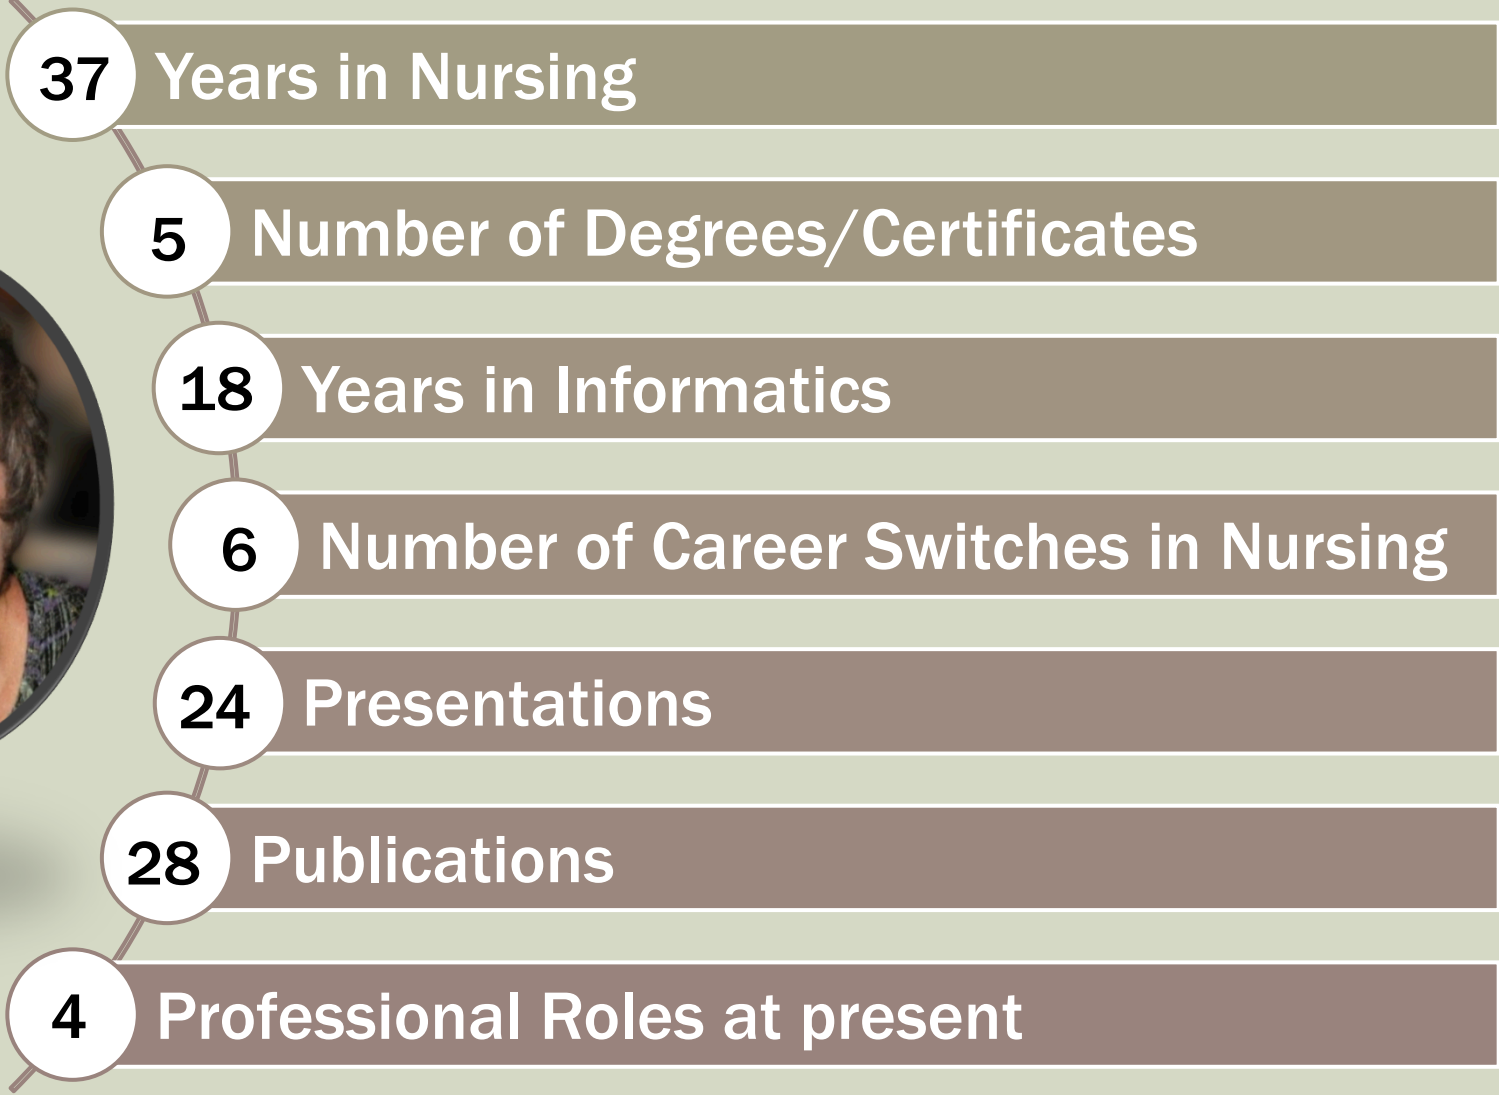 37 Years in Nursing
5 Number of Degrees/Certificates
18 Years in Informatics
6 Number of Career Switches in Nursing
24 Presentations
28 Publications
4 Professional Roles at present